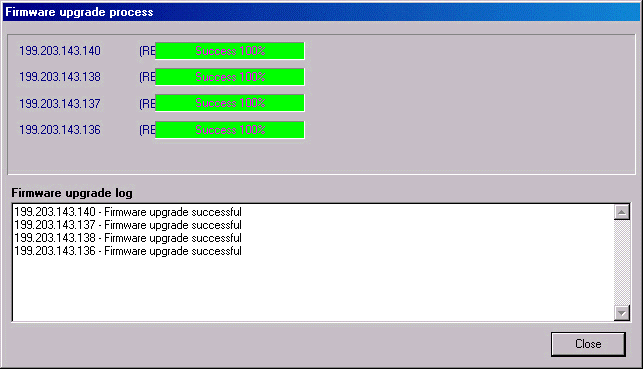 Firmware upgrade process
199.203.143.140 (RE Success 100%
199.203.143.138 (RE Success 100%
199.203.143.137 (RE Success 100%
199.203.143.136 (RE Success 100%
Firmware upgrade log
199.203.143.140 - Firmware upgrade successful
199.203.143.137 - Firmware upgrade successful
199.203.143.138 - Firmware upgrade successful
199.203.143.136 - Firmware upgrade successful
Close